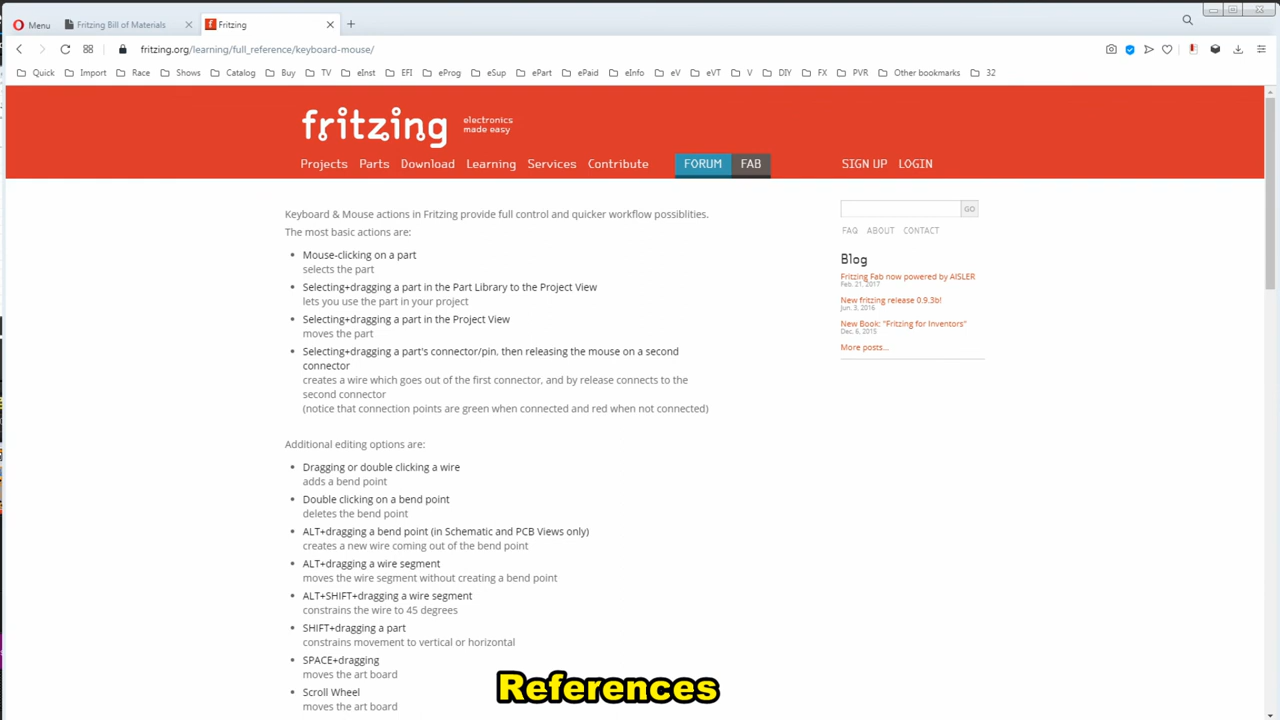 Menu
Fritzing Bill of Materials
Fritzing
fritzing.org/learning/full_reference/keyboard-mouse/
Quick Import Race Shows Catalog Buy TV eInst EFI eProg eSup ePart ePaid eInfo eV eVT V DIY FX PVR Other bookmarks 32
fritzing
electronics
made easy
Projects Parts Download Learning Services Contribute FORUM FAB SIGN UP LOGIN
Keyboard & Mouse actions in Fritzing provide full control and quicker workflow possiblities.
The most basic actions are:
Mouse-clicking on a part
selects the part
Selecting+dragging a part in the Part Library to the Project View
lets you use the part in your project
Selecting+dragging a part in the Project View
moves the part
Selecting+dragging a part's connector/pin, then releasing the mouse on a second
connector
creates a wire which goes out of the first connector, and by release connects to the
second connector
(notice that connection points are green when connected and red when not connected)
Additional editing options are:
Dragging or double clicking a wire
adds a bend point
Double clicking on a bend point
deletes the bend point
ALT+dragging a bend point (in Schematic and PCB Views only)
creates a new wire coming out of the bend point
ALT+dragging a wire segment
moves the wire segment without creating a bend point
ALT+SHIFT+dragging a wire segment
constrains the wire to 45 degrees
SHIFT+dragging a part
constrains movement to vertical or horizontal
SPACE+dragging
moves the art board
Scroll Wheel
moves the art board
GO
FAQ ABOUT CONTACT
Blog
Fritzing Fab now powered by AISLER
Feb. 21, 2017
New fritzing release 0.9.3b!
Jun. 3, 2016
New Book: "Fritzing for Inventors"
Dec. 6, 2015
More posts...
References